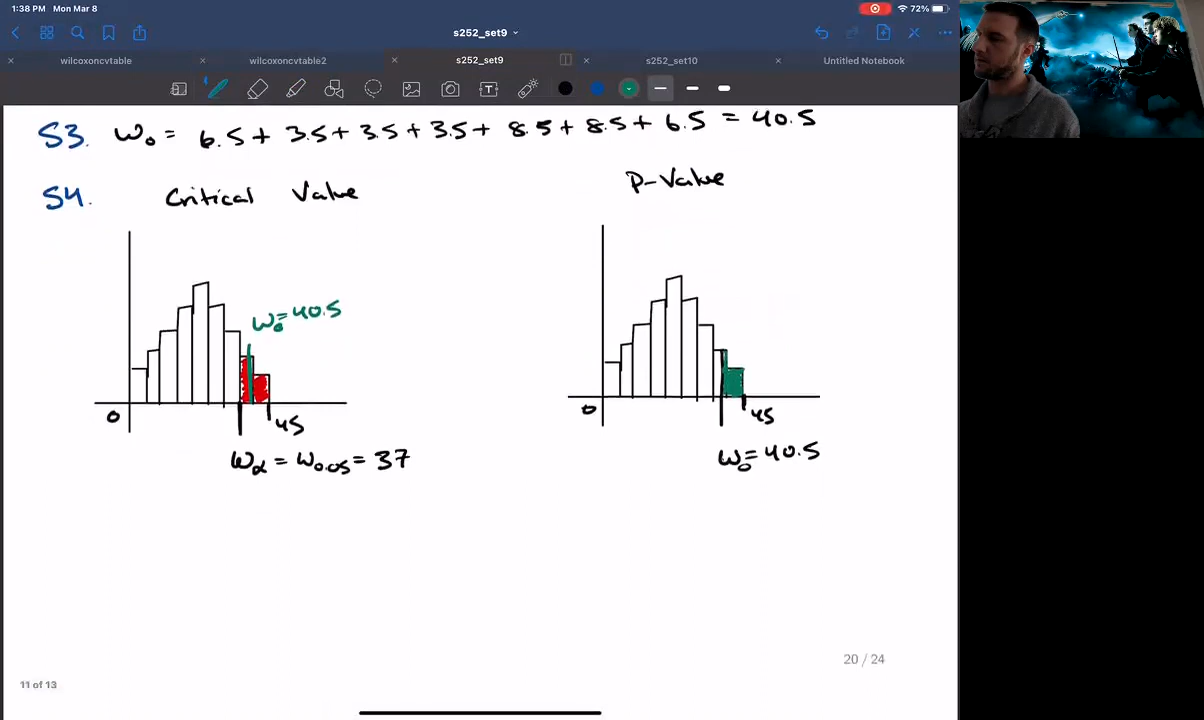 1:38 PM Mon Mar 8
72%
s252_set9
wilcoxoncvtable
wilcoxoncvtable2
s252_set9
s252_set10
Untitled Notebook
T
S3. W₀ = 6.5 + 3.5 + 3.5 + 3.5 + 8.5 + 8.5 + 6.5 = 40.5
S4. Critical Value
P-Value
W₀=40.5
0
45
Wα = W0.05 = 37
0
45
W₀=40.5
20 / 24
11 of 13